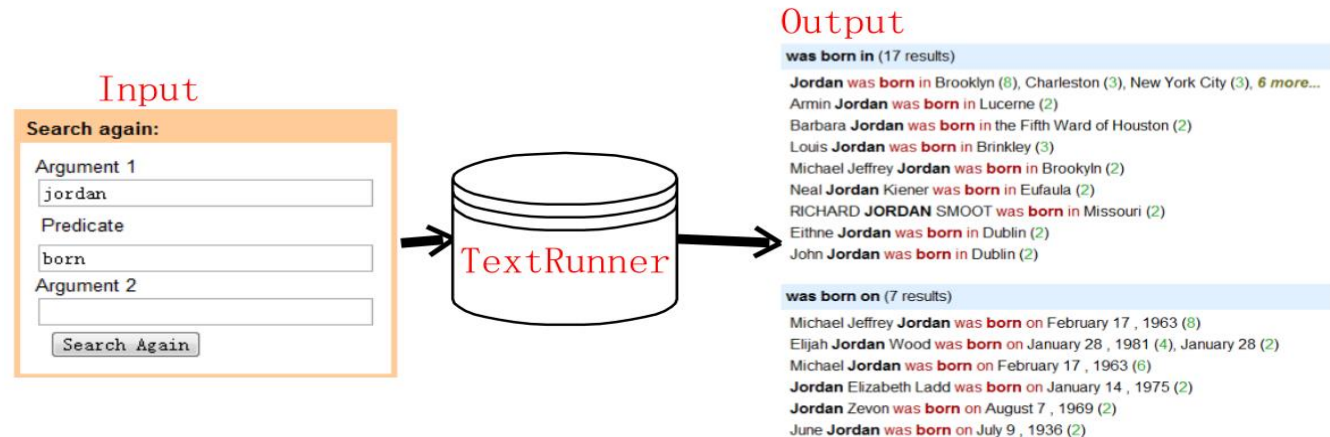 Input
Search again:
Argument 1
jordan
Predicate
born
Argument 2
Search Again
TextRunner
Output
was born in (17 results)
Jordan was born in Brooklyn (8), Charleston (3), New York City (3), 6 more...
Armin Jordan was born in Lucerne (2)
Barbara Jordan was born in the Fifth Ward of Houston (2)
Louis Jordan was born in Brinkley (3)
Michael Jeffrey Jordan was born in Brookyln (2)
Neal Jordan Kiener was born in Eufaula (2)
RICHARD JORDAN SMOOT was born in Missouri (2)
Eithne Jordan was born in Dublin (2)
John Jordan was born in Dublin (2)
was born on (7 results)
Michael Jeffrey Jordan was born on February 17 , 1963 (8)
Elijah Jordan Wood was born on January 28 , 1981 (4), January 28 (2)
Michael Jordan was born on February 17 , 1963 (6)
Jordan Elizabeth Ladd was born on January 14 , 1975 (2)
Jordan Zevon was born on August 7 , 1969 (2)
June Jordan was born on July 9 , 1936 (2)